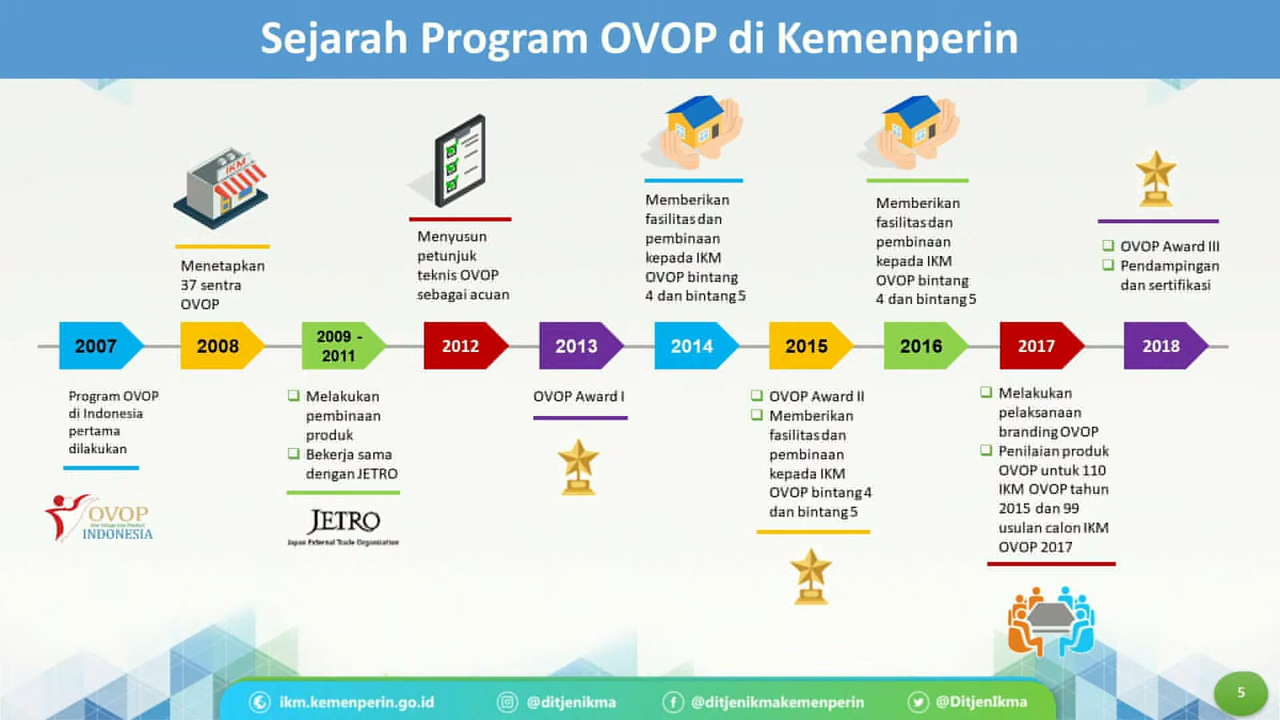 Sejarah Program OVOP di Kemenperin
IKM
Menetapkan
37 sentra
OVOP
Menyusun
petunjuk
teknis OVOP
sebagai acuan
Memberikan
fasilitas dan
pembinaan
kepada IKM
OVOP bintang
4 dan bintang 5
Memberikan
fasilitas dan
pembinaan
kepada IKM
OVOP bintang
4 dan bintang 5
❑ OVOP Award III
❑ Pendampingan
dan sertifikasi
2007
2008
2009 -
2011
2012
2013
2014
2015
2016
2017
2018
Program OVOP
di Indonesia
pertama
dilakukan
OVOP
One Village One Product
INDONESIA
❑ Melakukan
pembinaan
produk
❑ Bekerja sama
dengan JETRO
JETRO
Japan External Trade Organization
OVOP Award I
❑ OVOP Award II
❑ Memberikan
fasilitas dan
pembinaan
kepada IKM
OVOP bintang 4
dan bintang 5
❑ Melakukan
pelaksanaan
branding OVOP
❑ Penilaian produk
OVOP untuk 110
IKM OVOP tahun
2015 dan 99
usulan calon IKM
OVOP 2017
ikm.kemenperin.go.id
@ditjenikma
@ditjenikmakemenperin
@DitjenIkma
5